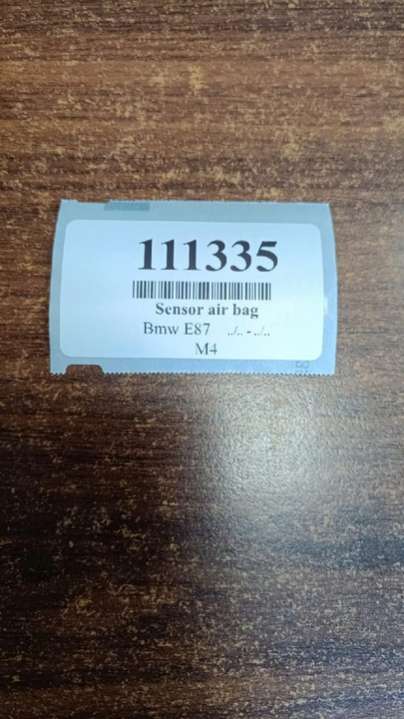 111335
Sensor air bag
Bmw E87 ../.. - ../..
M4